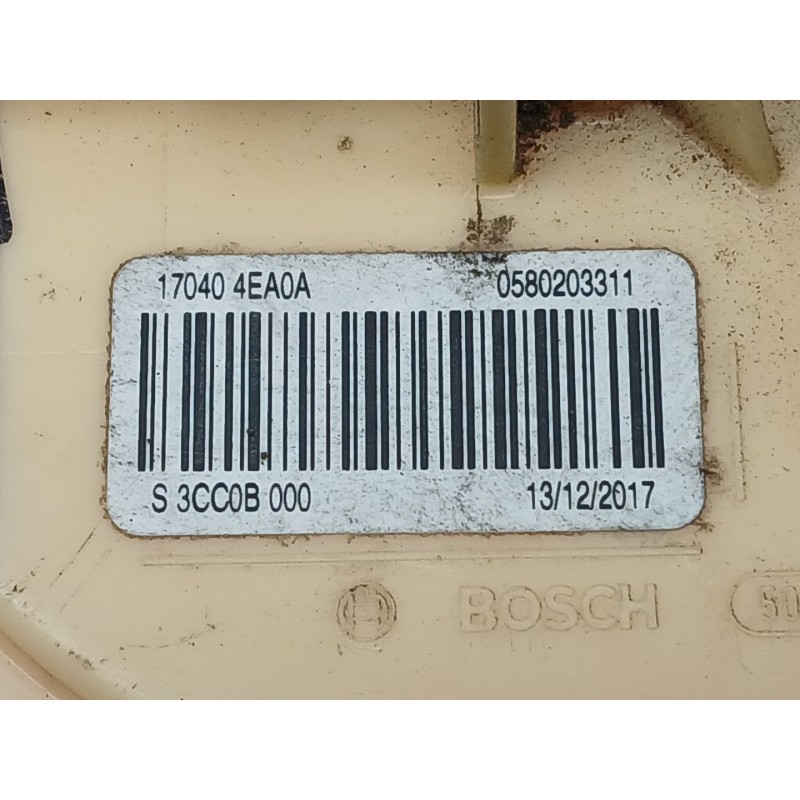 17040 4EA0A 0580203311
S 3CC0B 000 13/12/2017
BOSCH